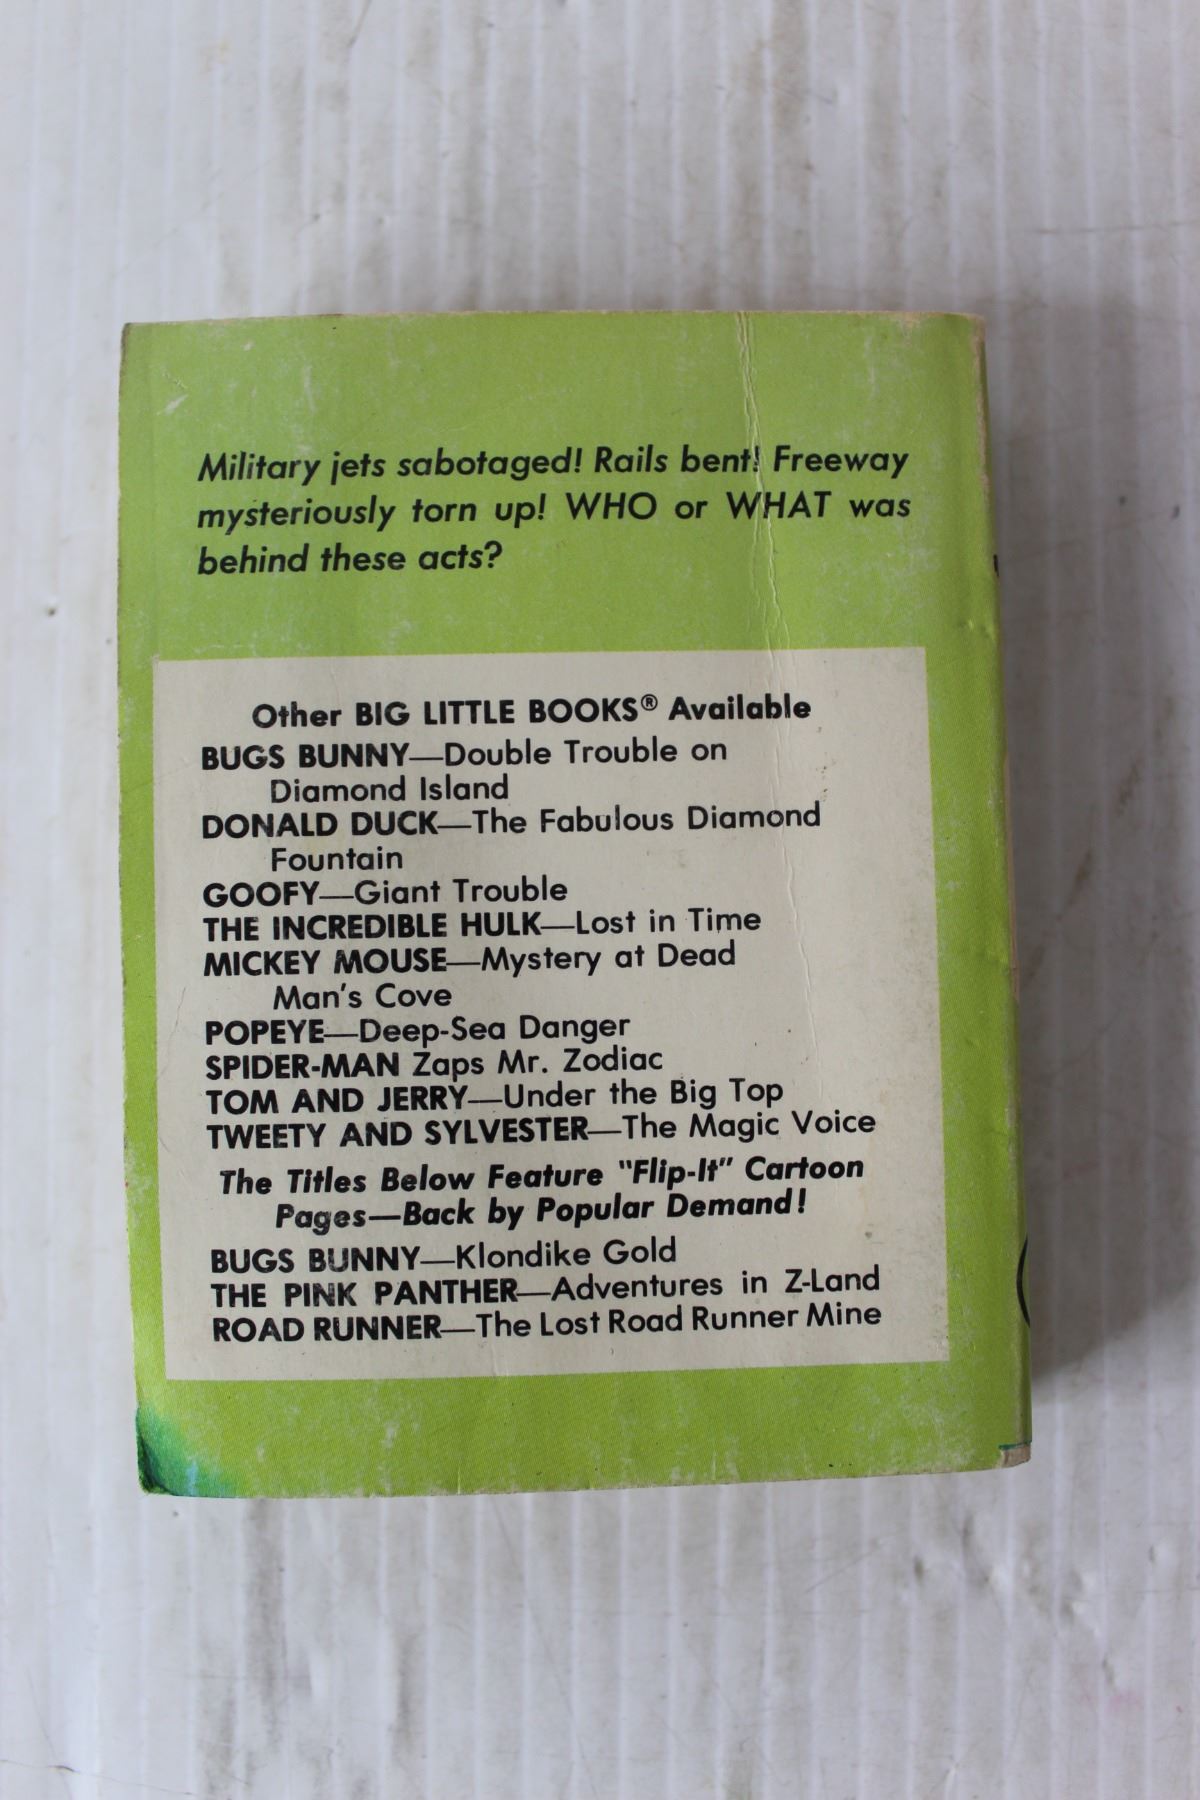 Military jets sabotaged! Rails bent! Freeway
mysteriously torn up! WHO or WHAT was
behind these acts?
Other BIG LITTLE BOOKS® Available
BUGS BUNNY—Double Trouble on
Diamond Island
DONALD DUCK—The Fabulous Diamond
Fountain
GOOFY—Giant Trouble
THE INCREDIBLE HULK—Lost in Time
MICKEY MOUSE—Mystery at Dead
Man's Cove
POPEYE—Deep-Sea Danger
SPIDER-MAN Zaps Mr. Zodiac
TOM AND JERRY—Under the Big Top
TWEETY AND SYLVESTER—The Magic Voice
The Titles Below Feature "Flip-It" Cartoon
Pages—Back by Popular Demand!
BUGS BUNNY—Klondike Gold
THE PINK PANTHER—Adventures in Z-Land
ROAD RUNNER—The Lost Road Runner Mine